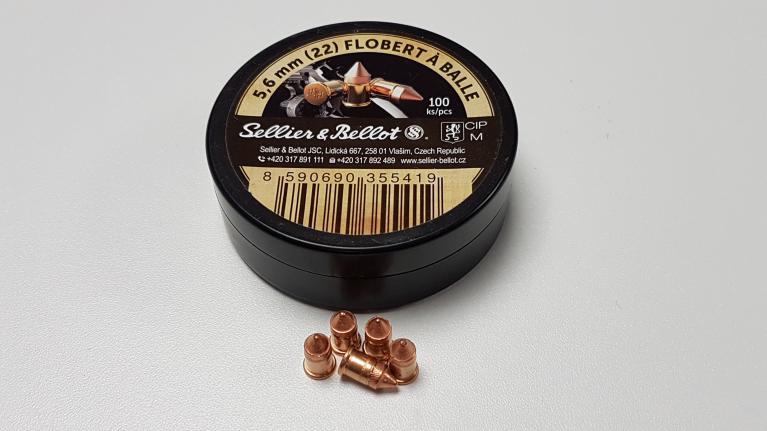 5,6 mm (22) FLOBERT À BALLE
100
ks/pcs
Sellier & Bellot S&B.
CIP
M
Sellier & Bellot JSC, Lidická 667, 258 01 Vlašim, Czech Republic
+420 317 891 111 +420 317 892 489 www.sellier-bellot.cz
8 590690 355419